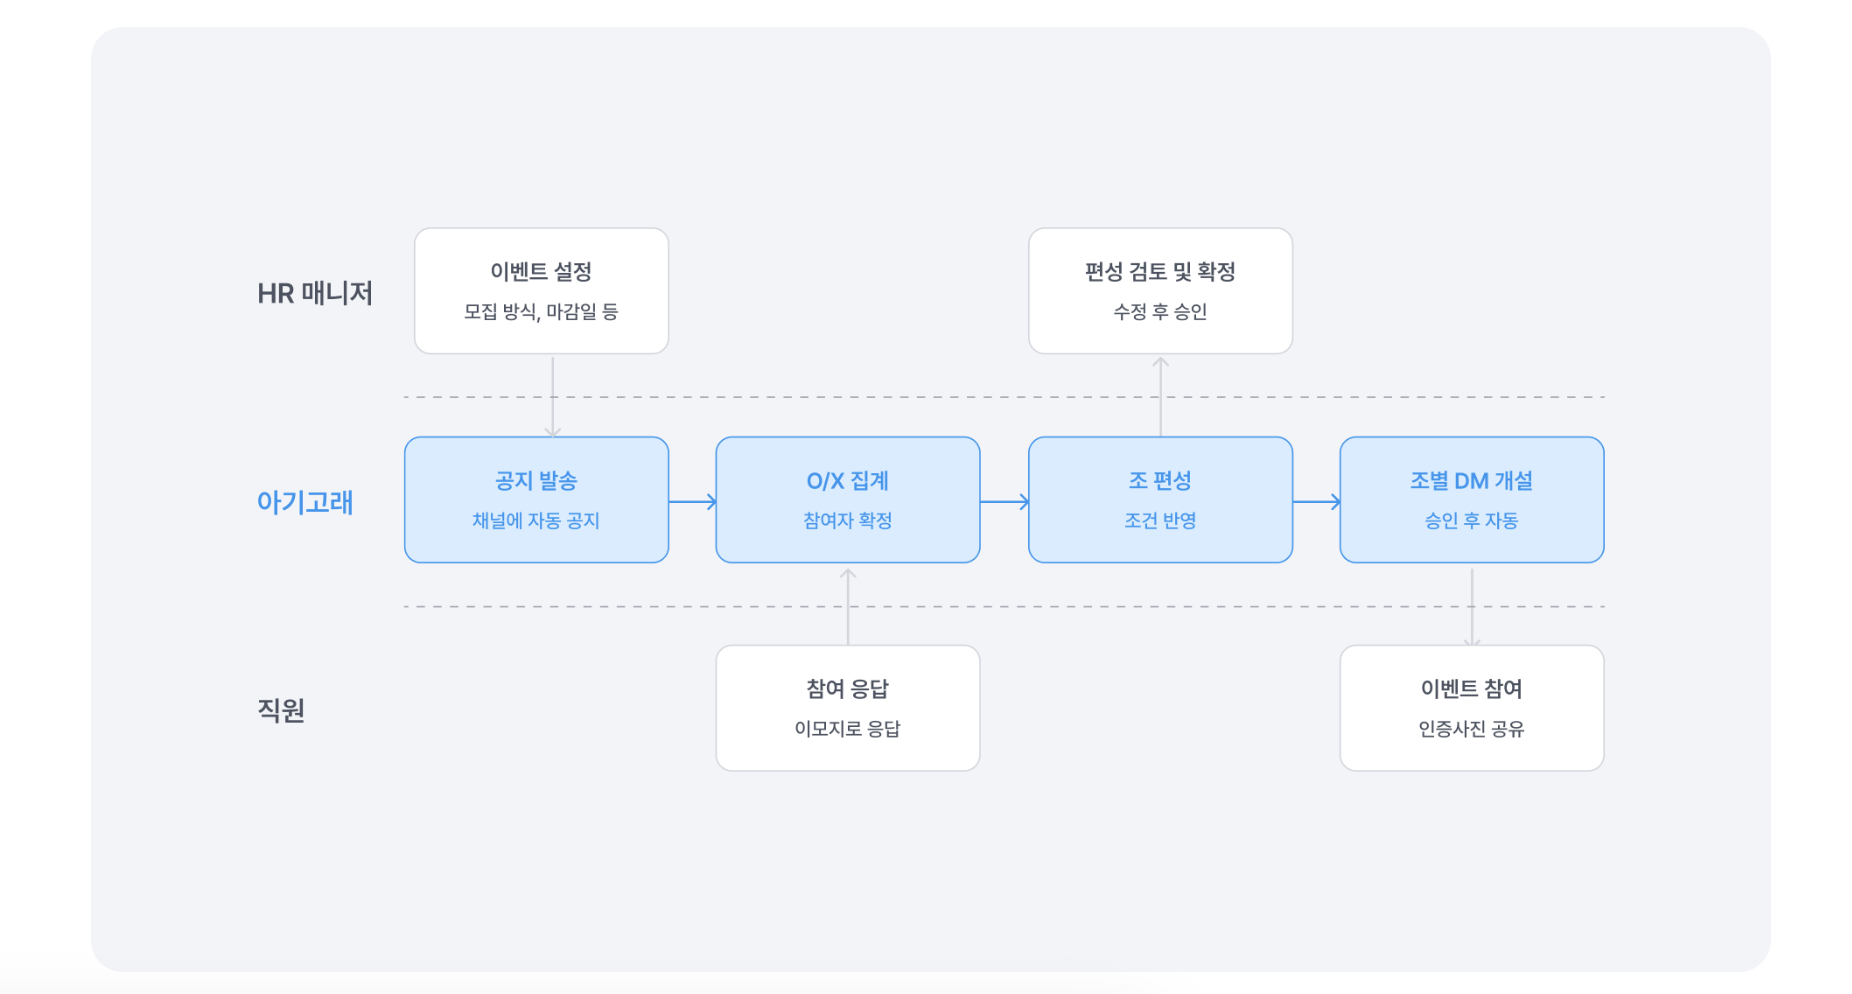 HR 매니저
이벤트 설정
모집 방식, 마감일 등
편성 검토 및 확정
수정 후 승인
아기고래
공지 발송
채널에 자동 공지
O/X 집계
참여자 확정
조 편성
조건 반영
조별 DM 개설
승인 후 자동
직원
참여 응답
이모지로 응답
이벤트 참여
인증사진 공유